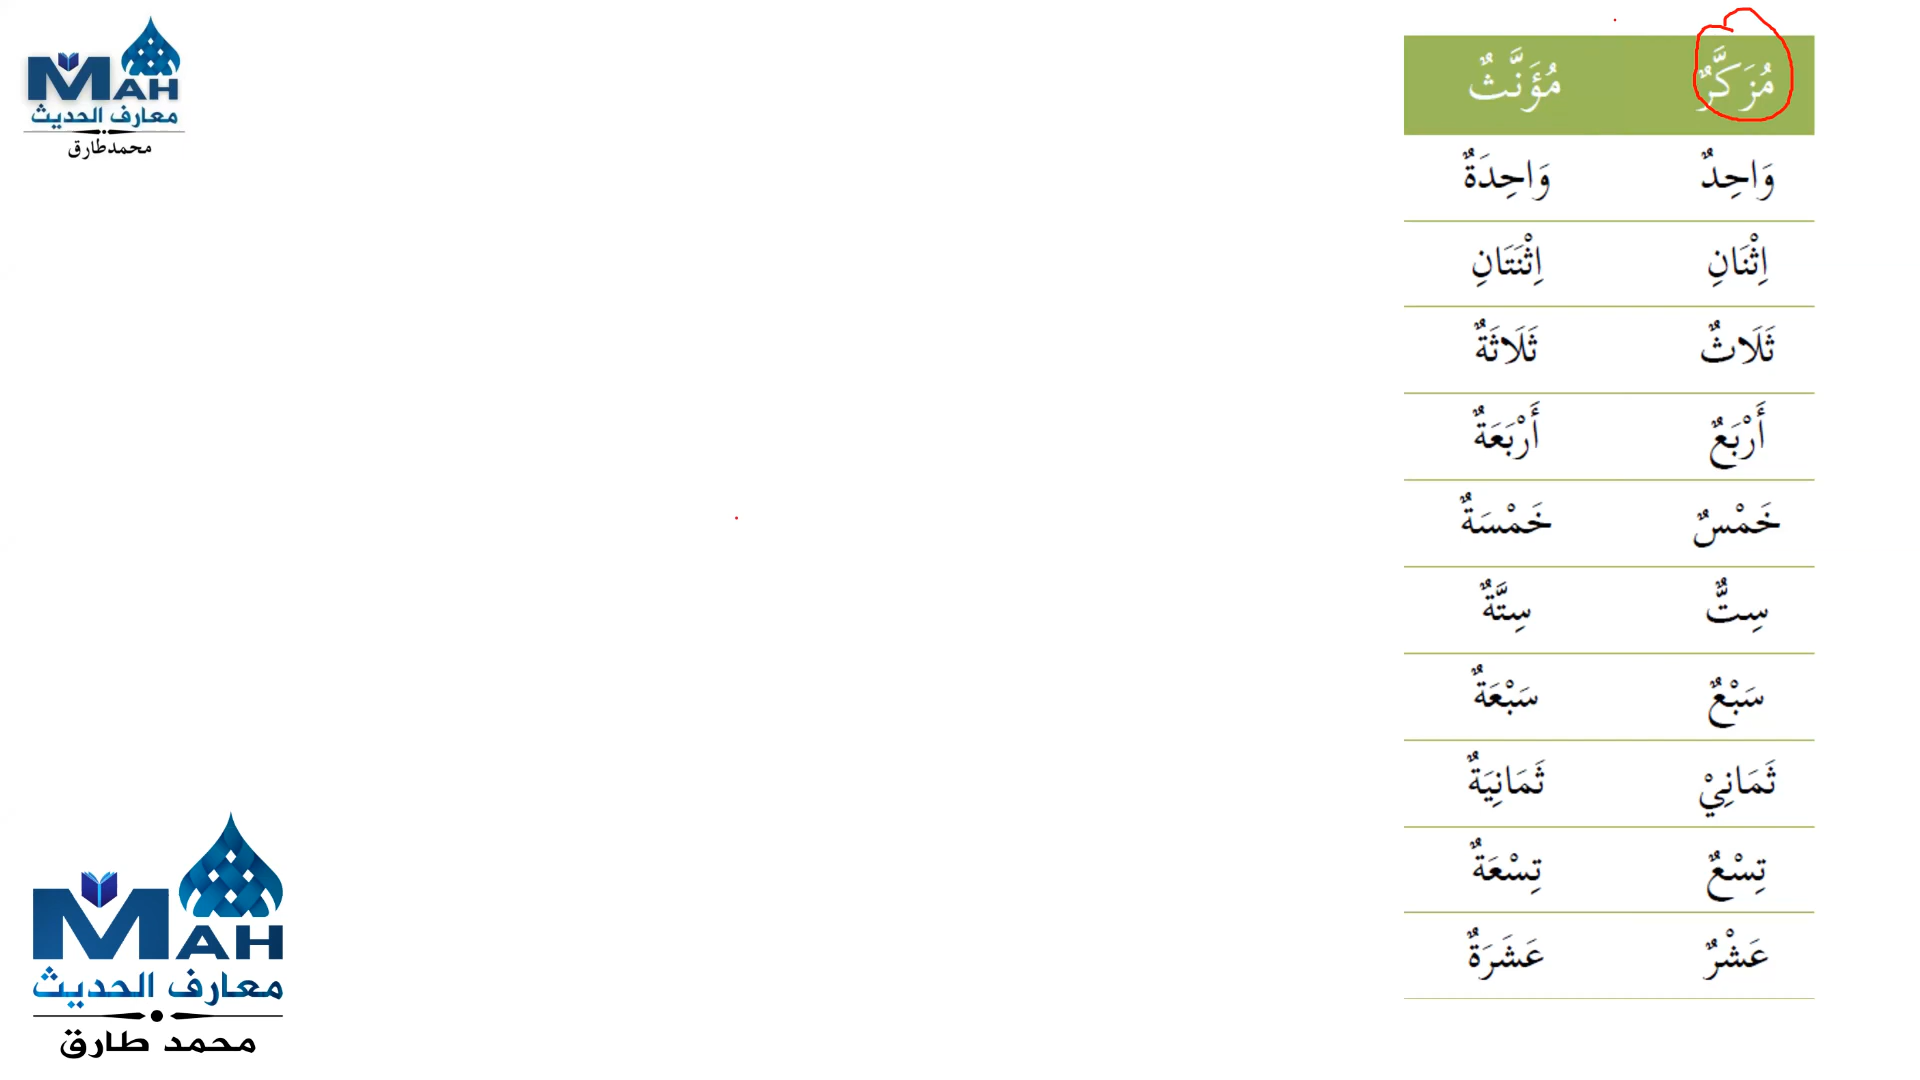 MAH
معارف الحديث
محمدطارق
مُزَكَّرٌ مُؤَنَّثٌ
وَاحِدٌ وَاحِدَةٌ
اِثْنَانِ اِثْنَتَانِ
ثَلَاثٌ ثَلَاثَةٌ
أَرْبَعٌ أَرْبَعَةٌ
خَمْسٌ خَمْسَةٌ
سِتٌّ سِتَّةٌ
سَبْعٌ سَبْعَةٌ
ثَمَانِيْ ثَمَانِيَةٌ
تِسْعٌ تِسْعَةٌ
عَشْرٌ عَشَرَةٌ
MAH
معارف الحديث
محمد طارق